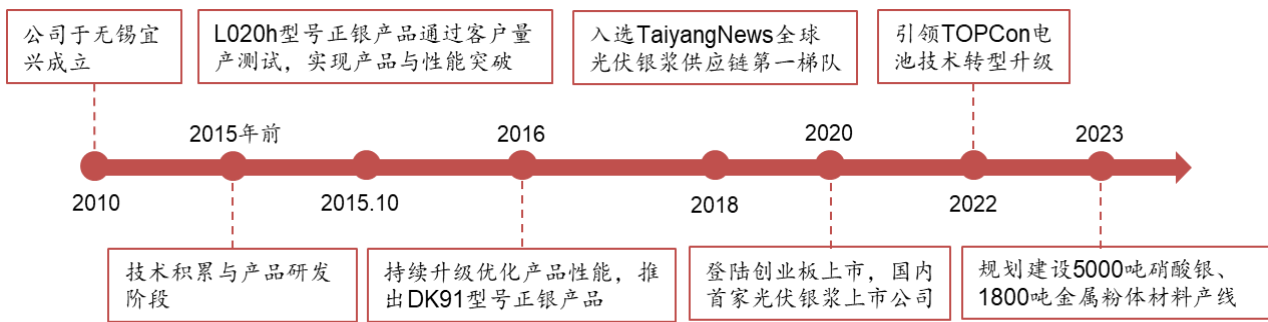 公司于无锡宜
兴成立
L020h型号正银产品通过客户量
产测试，实现产品与性能突破
入选TaiyangNews全球
光伏银浆供应链第一梯队
引领TOPCon电
池技术转型升级
2015年前
2016
2020
2023
2010
2015.10
2018
2022
技术积累与产品研发
阶段
持续升级优化产品性能，推
出DK91型号正银产品
登陆创业板上市，国内
首家光伏银浆上市公司
规划建设5000吨硝酸银、
1800吨金属粉体材料产线